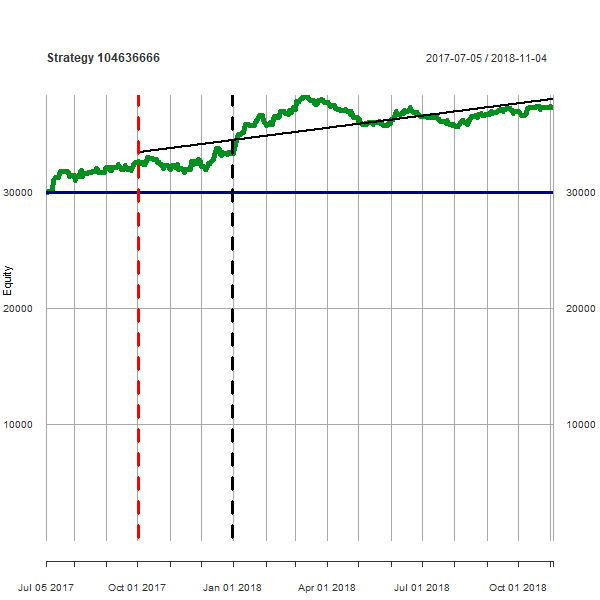 Strategy 104636666
2017-07-05 / 2018-11-04
30000
30000
20000
20000
10000
10000
Equity
Jul 05 2017
Oct 01 2017
Jan 01 2018
Apr 01 2018
Jul 01 2018
Oct 01 2018